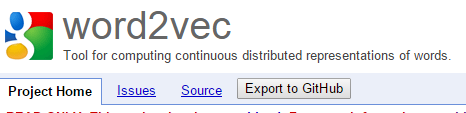 word2vec
Tool for computing continuous distributed representations of words.
Project Home Issues Source Export to GitHub